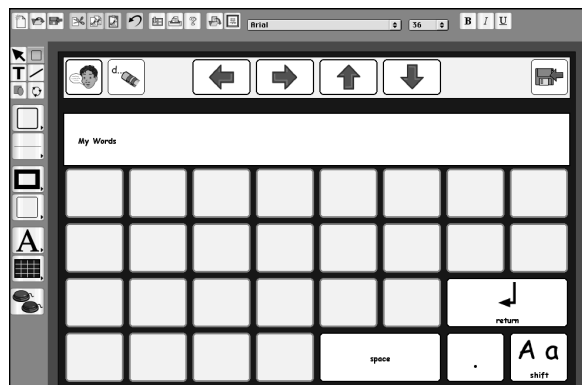 Arial 36 B I U
T
d...
My Words
A
return
space . A a
shift